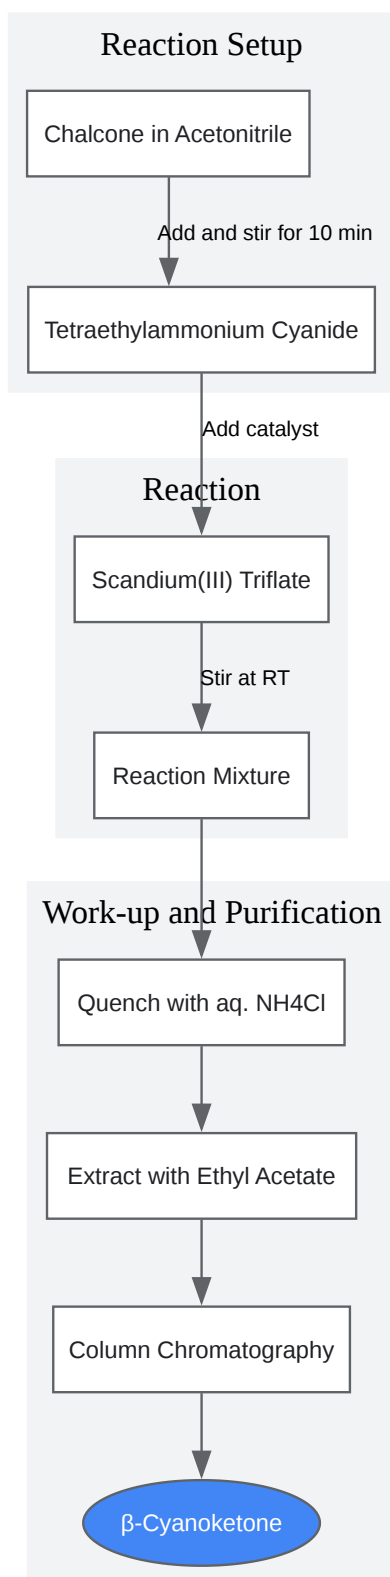 Reaction Setup
Chalcone in Acetonitrile
Add and stir for 10 min
Tetraethylammonium Cyanide
Add catalyst
Reaction
Scandium(III) Triflate
Stir at RT
Reaction Mixture
Work-up and Purification
Quench with aq. NH4Cl
Extract with Ethyl Acetate
Column Chromatography
β-Cyanoketone